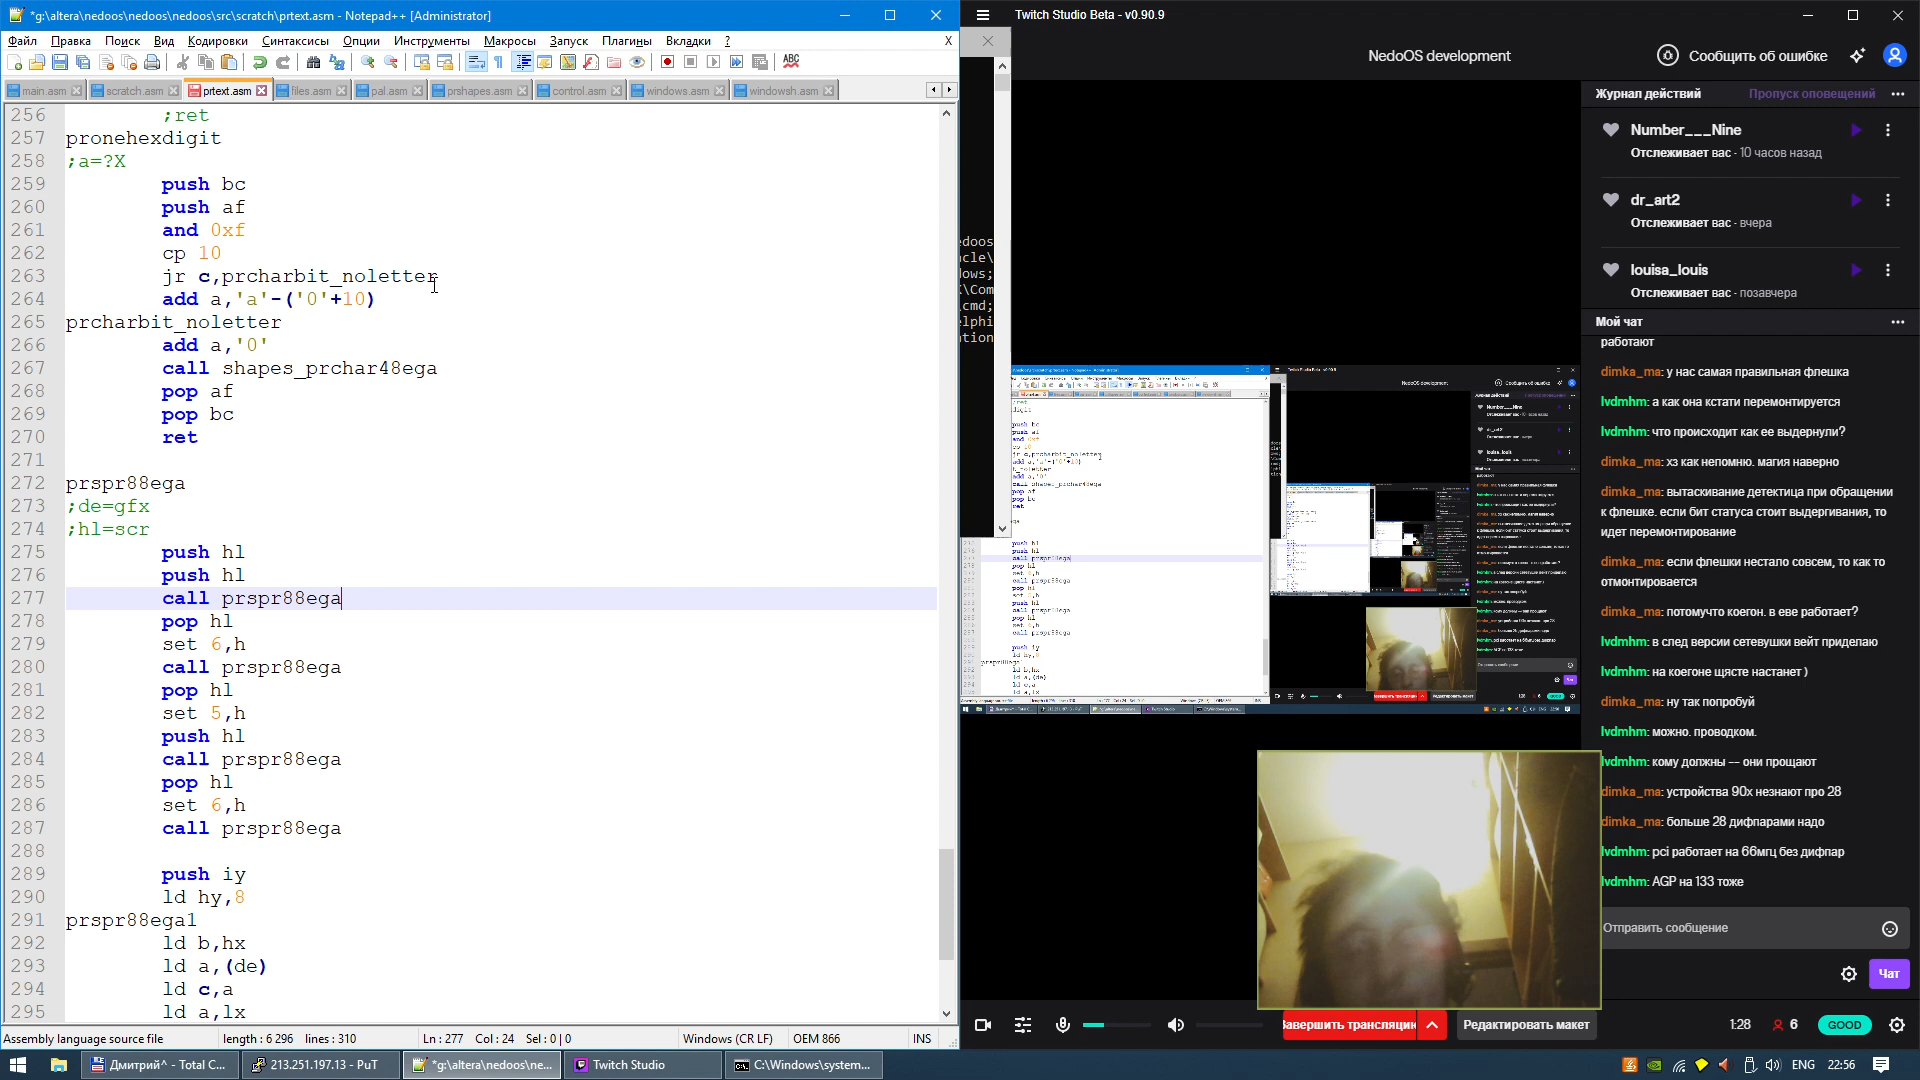 *g:\altera\nedoos\nedoos\nedoos\src\scratch\prtext.asm - Notepad++ [Administrator]
Файл Правка Поиск Вид Кодировки Синтаксисы Опции Инструменты Макросы Запуск Плагины Вкладки ? X
main.asm scratch.asm prtext.asm files.asm pal.asm prshapes.asm control.asm windows.asm windowsh.asm
256 ;ret
257 pronehexdigit
258 ;a=?X
259 push bc
260 push af
261 and 0xf
262 cp 10
263 jr c,prcharbit_noletter
264 add a,'a'-('0'+10)
265 prcharbit_noletter
266 add a,'0'
267 call shapes_prchar48ega
268 pop af
269 pop bc
270 ret
271
272 prspr88ega
273 ;de=gfx
274 ;hl=scr
275 push hl
276 push hl
277 call prspr88ega
278 pop hl
279 set 6,h
280 call prspr88ega
281 pop hl
282 set 5,h
283 push hl
284 call prspr88ega
285 pop hl
286 set 6,h
287 call prspr88ega
288
289 push iy
290 ld hy,8
291 prspr88ega1
292 ld b,hx
293 ld a,(de)
294 ld c,a
295 ld a,lx
Assembly language source file length : 6 296 lines : 310 Ln : 277 Col : 24 Sel : 0 | 0 Windows (CR LF) OEM 866 INS
edoos
cle\
ows;
\Com
cmd;
elphi
ation
Twitch Studio Beta - v0.90.9
NedoOS development
Сообщить об ошибке
Журнал действий Пропуск оповещений
Number___Nine
Отслеживает вас · 10 часов назад
dr_art2
Отслеживает вас · вчера
louisa_louis
Отслеживает вас · позавчера
Мой чат
работают
dimka_ma: у нас самая правильная флешка
lvdmhm: а как она кстати перемонтируется
lvdmhm: что происходит как ее выдернули?
dimka_ma: хз как непомню. магия наверно
dimka_ma: вытаскивание детектица при обращении
к флешке. если бит статуса стоит выдергивания, то
идет перемонтирование
dimka_ma: если флешки нестало совсем, то как то
отмонтируется
dimka_ma: потомучто коегон. в еве работает?
lvdmhm: в след версии сетевушки вейт приделаю
lvdmhm: на коегоне щясте настанет )
dimka_ma: ну так попробуй
lvdmhm: можно. проводком.
lvdmhm: кому должны -- они прощают
dimka_ma: устройства 90х незнают про 28
dimka_ma: больше 28 дифпарами надо
lvdmhm: pci работает на 66мгц без дифпар
lvdmhm: AGP на 133 тоже
Отправить сообщение
Чат
Завершить трансляцию Редактировать макет 1:28 6 GOOD
Дмитрий^ - Total C... 213.251.197.13 - PuT *g:\altera\nedoos\ne... Twitch Studio C:\Windows\system... ENG 22:56